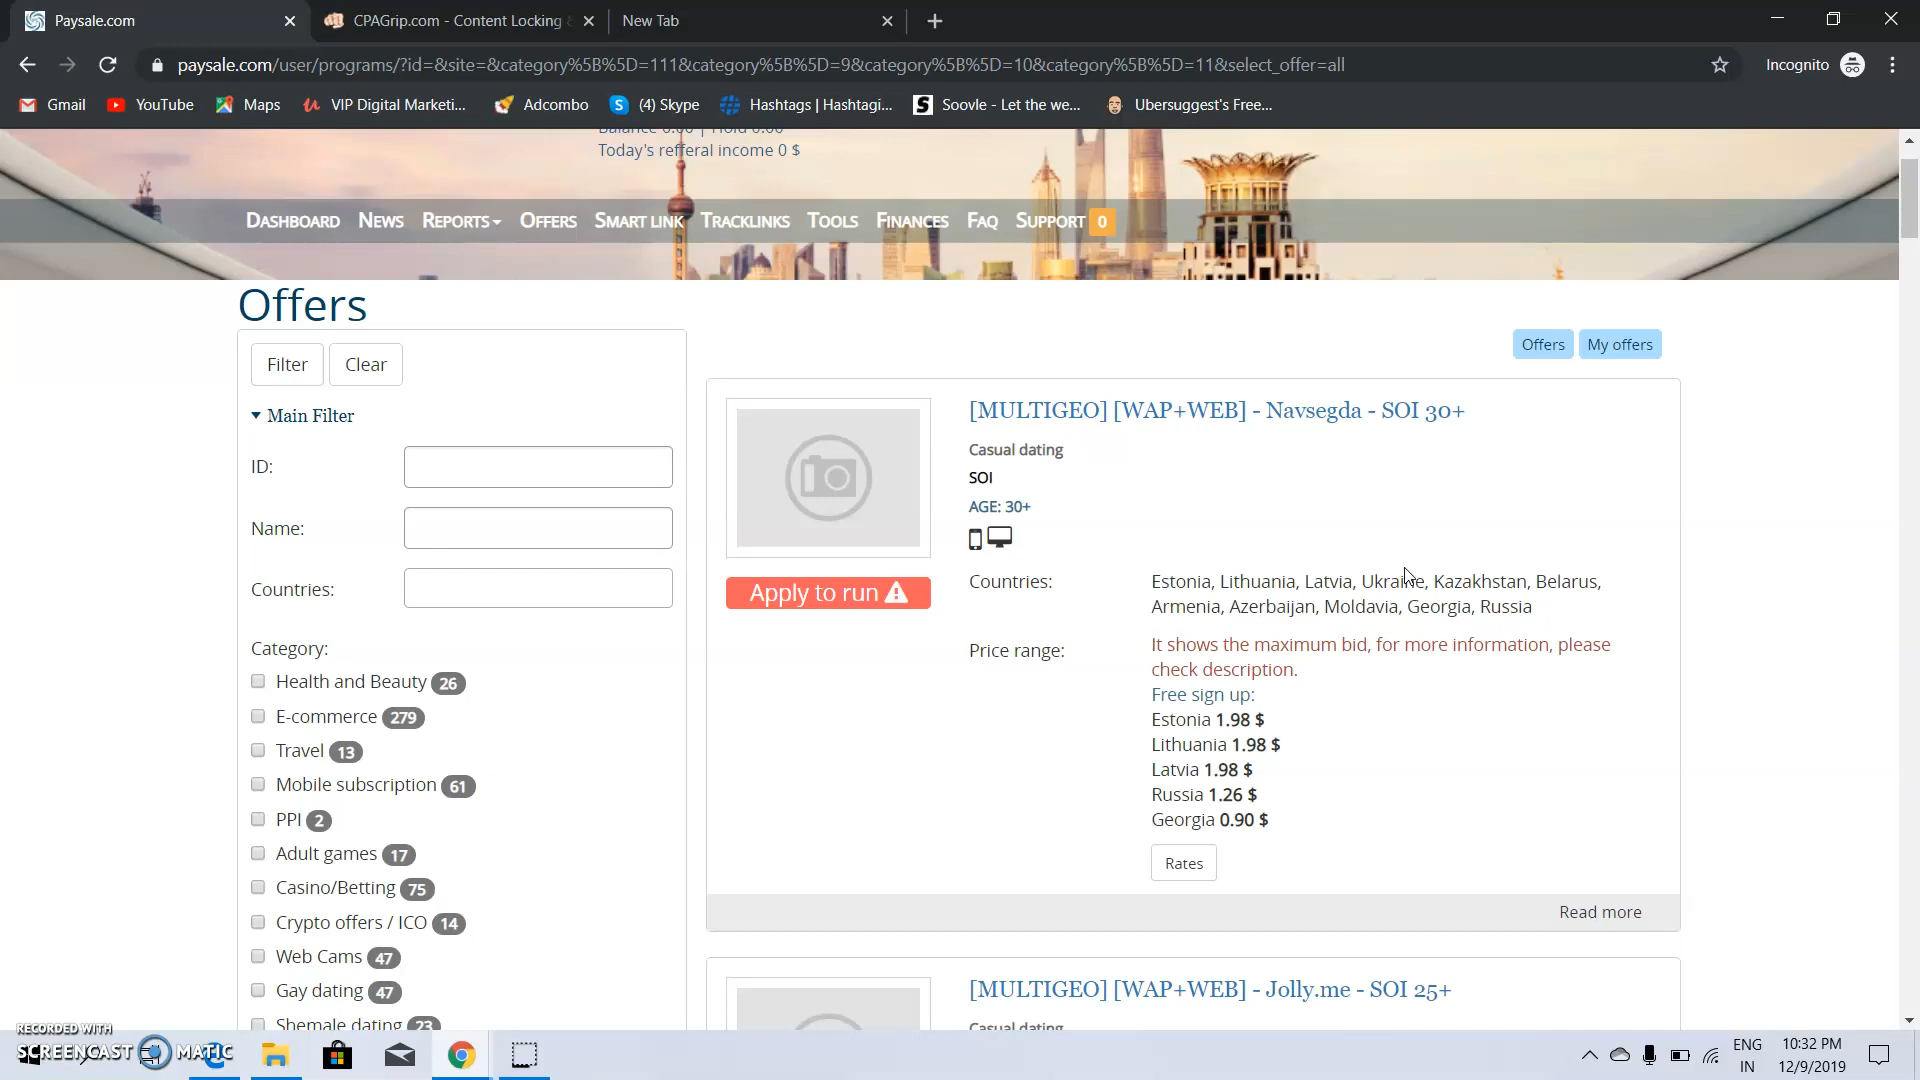 Paysale.com
CPAGrip.com - Content Locking
New Tab
paysale.com/user/programs/?id=&site=&category%5B%5D=111&category%5B%5D=9&category%5B%5D=10&category%5B%5D=11&select_offer=all
Incognito
Gmail
YouTube
Maps
VIP Digital Marketi...
Adcombo
(4) Skype
Hashtags | Hashtagi...
Soovle - Let the we...
Ubersuggest's Free...
Balance 0.00 | Hold 0.00
Today's refferal income 0 $
DASHBOARD NEWS REPORTS OFFERS SMART LINK TRACKLINKS TOOLS FINANCES FAQ SUPPORT 0
Offers
Filter Clear
Main Filter
ID:
Name:
Countries:
Category:
Health and Beauty 26
E-commerce 279
Travel 13
Mobile subscription 61
PPI 2
Adult games 17
Casino/Betting 75
Crypto offers / ICO 14
Web Cams 47
Gay dating 47
Shemale dating 23
Offers My offers
[MULTIGEO] [WAP+WEB] - Navsegda - SOI 30+
Casual dating
SOI
AGE: 30+
Apply to run
Countries:
Estonia, Lithuania, Latvia, Ukraine, Kazakhstan, Belarus,
Armenia, Azerbaijan, Moldavia, Georgia, Russia
Price range:
It shows the maximum bid, for more information, please
check description.
Free sign up:
Estonia 1.98 $
Lithuania 1.98 $
Latvia 1.98 $
Russia 1.26 $
Georgia 0.90 $
Rates
Read more
[MULTIGEO] [WAP+WEB] - Jolly.me - SOI 25+
Casual dating
RECORDED WITH
SCREENCAST MATIC
ENG
IN
10:32 PM
12/9/2019